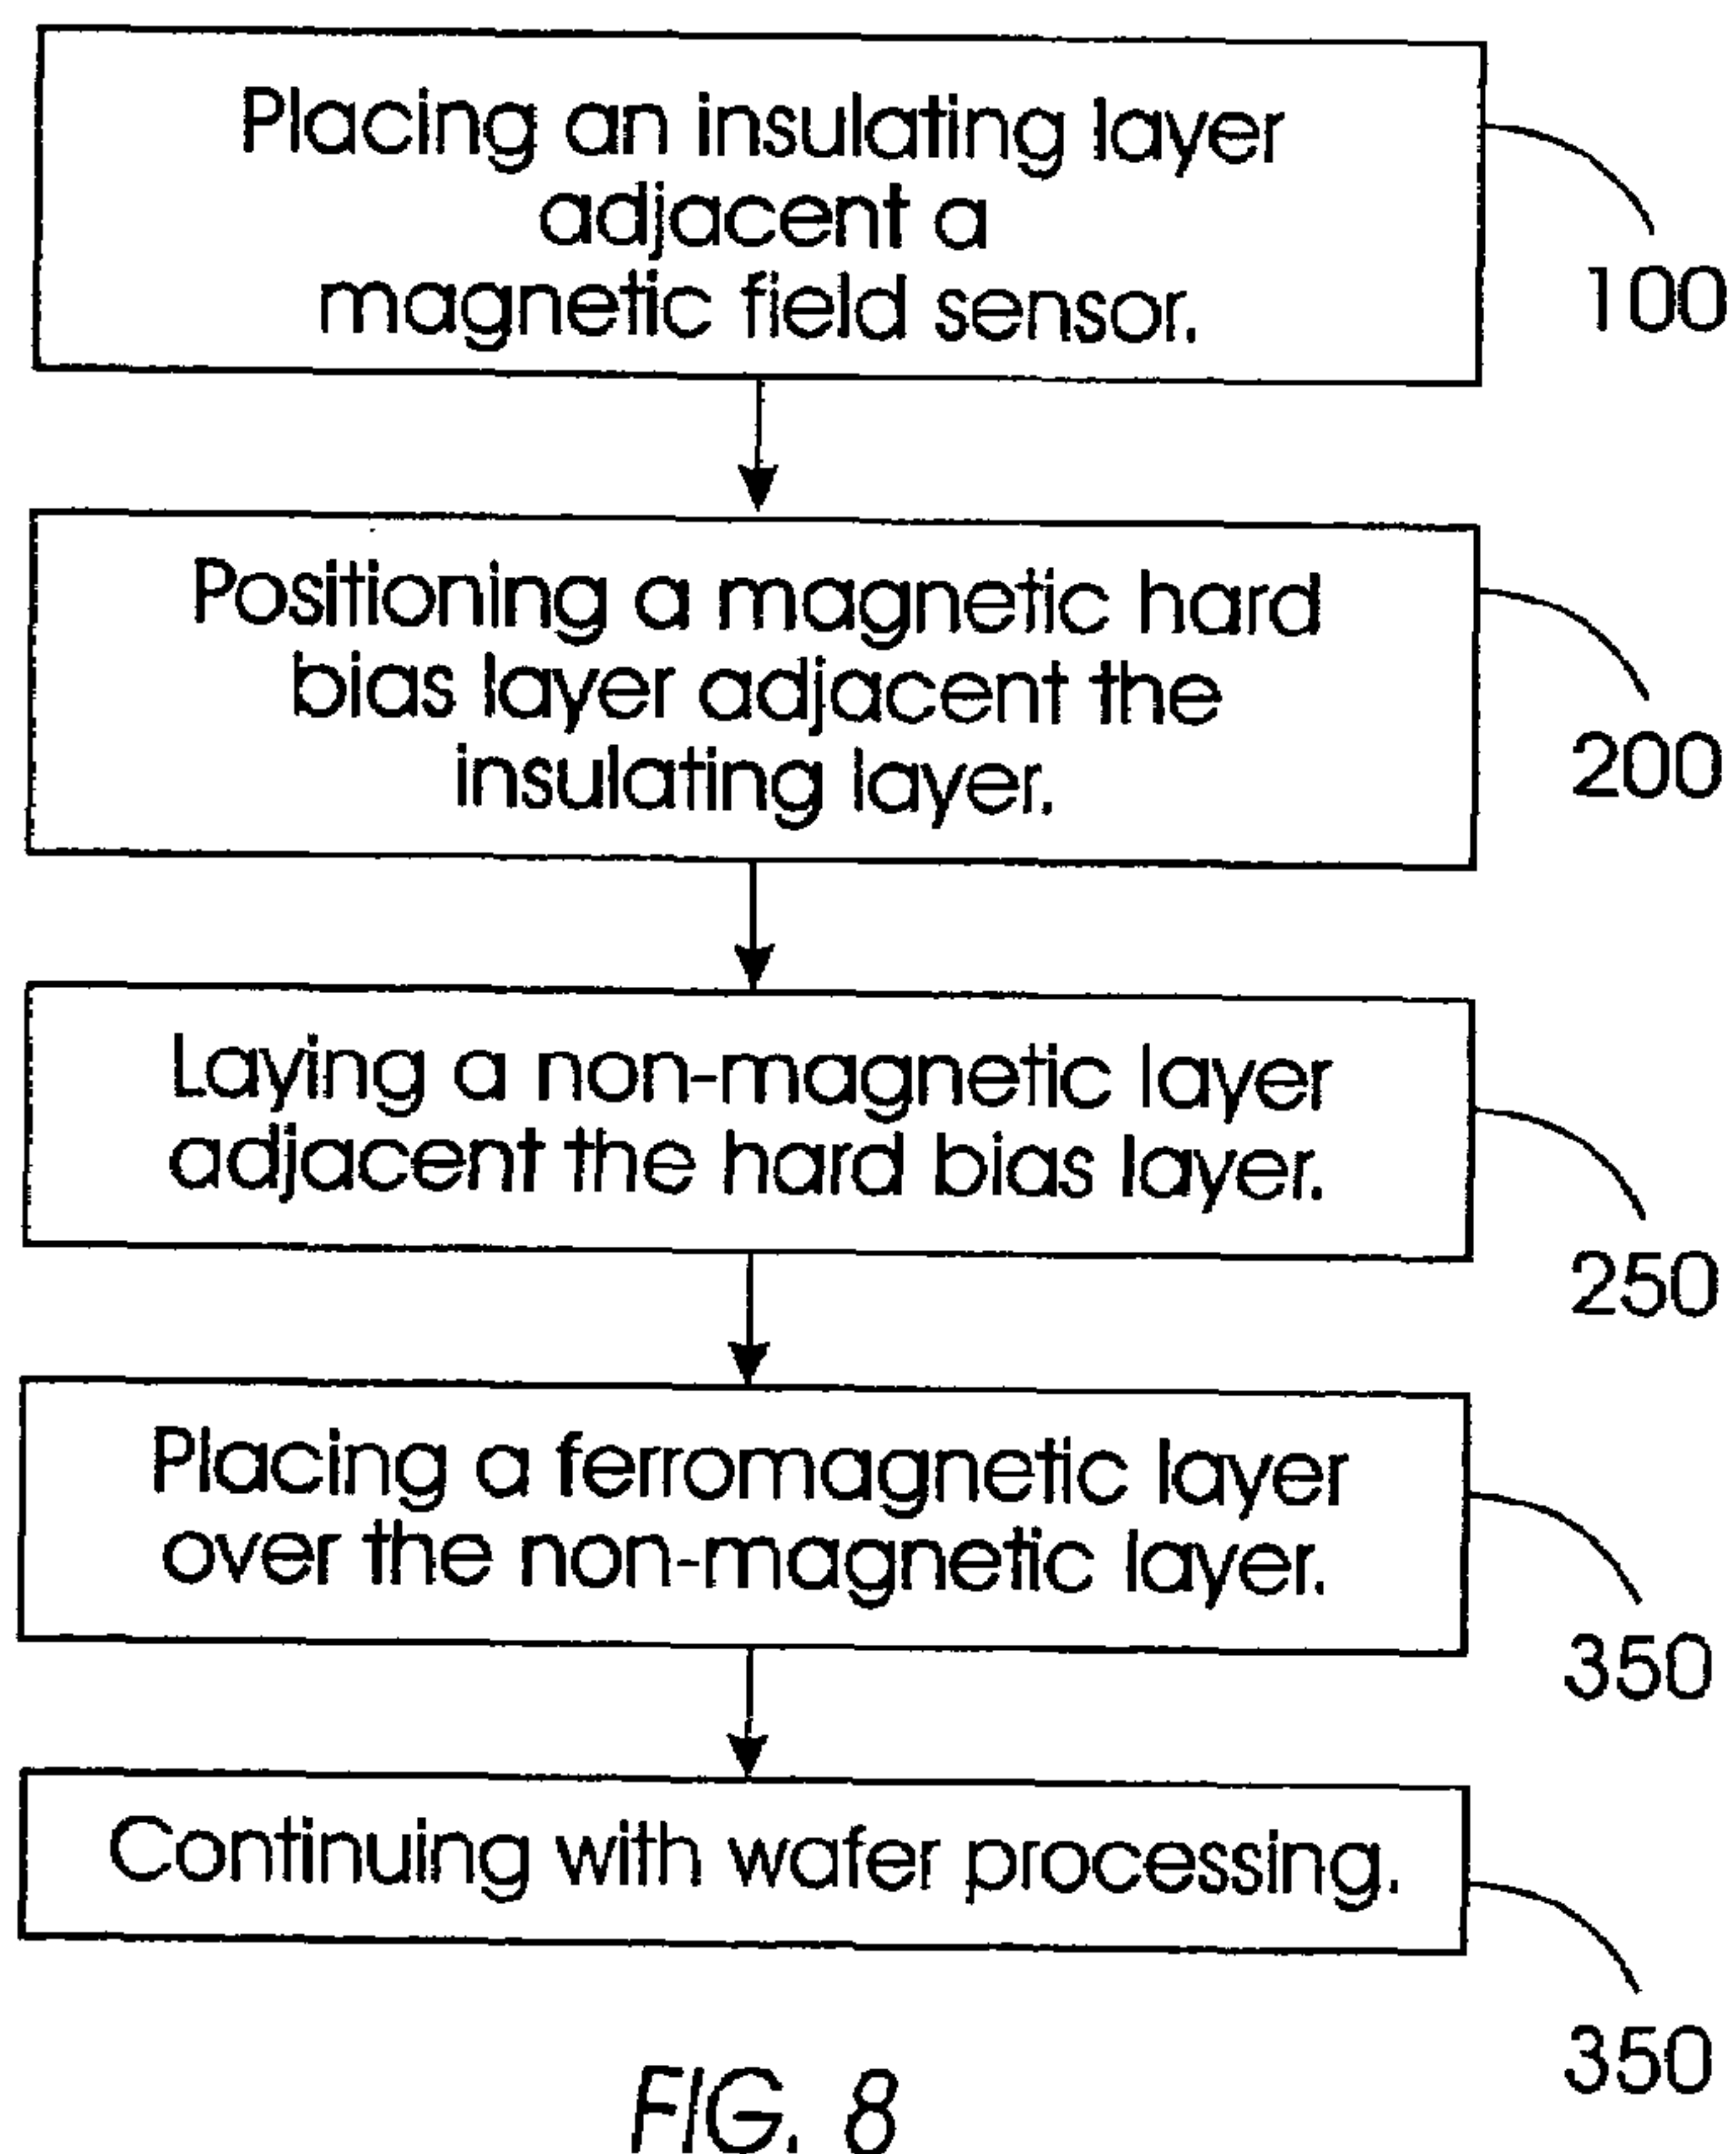 Placing an insulating layer
adjacent a
magnetic field sensor.
100
Positioning a magnetic hard
bias layer adjacent the
insulating layer.
200
Laying a non-magnetic layer
adjacent the hard bias layer.
250
Placing a ferromagnetic layer
over the non-magnetic layer.
350
Continuing with wafer processing.
350
FIG. 8